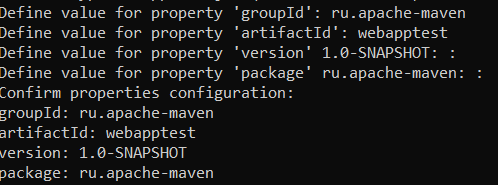 Define value for property 'groupId': ru.apache-maven
Define value for property 'artifactId': webapptest
Define value for property 'version' 1.0-SNAPSHOT: :
Define value for property 'package' ru.apache-maven: :
Confirm properties configuration:
groupId: ru.apache-maven
artifactId: webapptest
version: 1.0-SNAPSHOT
package: ru.apache-maven